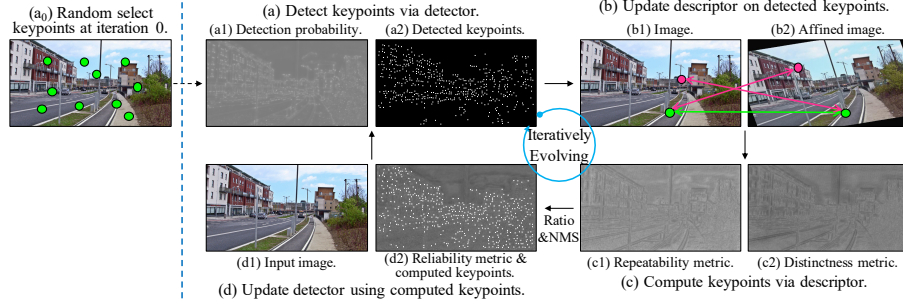 (a₀) Random select
keypoints at iteration 0.
(a) Detect keypoints via detector.
(a1) Detection probability.
(a2) Detected keypoints.
(b) Update descriptor on detected keypoints.
(b1) Image.
(b2) Affined image.
Iteratively
Evolving
Ratio
&NMS
(d1) Input image.
(d2) Reliability metric &
computed keypoints.
(d) Update detector using computed keypoints.
(c1) Repeatability metric.
(c2) Distinctness metric.
(c) Compute keypoints via descriptor.